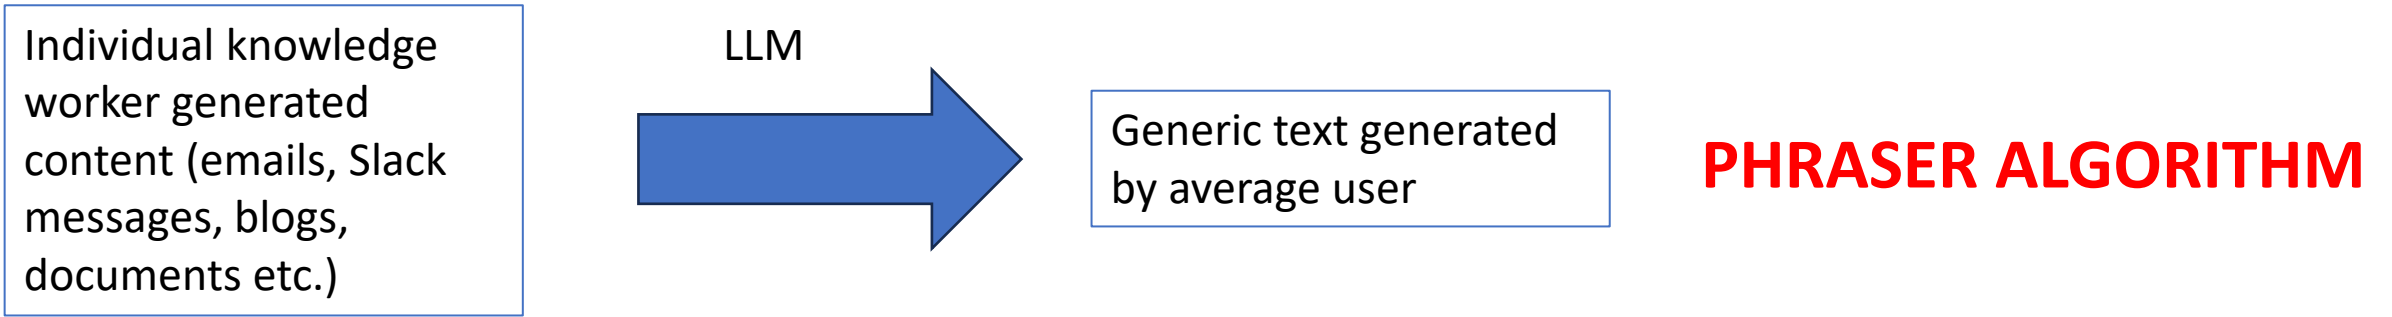 Individual knowledge
worker generated
content (emails, Slack
messages, blogs,
documents etc.)
LLM
Generic text generated
by average user
PHRASER ALGORITHM